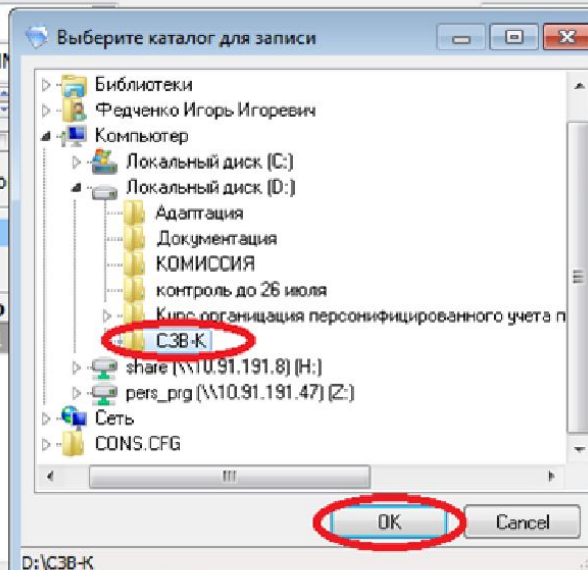 Выберите каталог для записи
Библиотеки
Федченко Игорь Игоревич
Компьютер
Локальный диск (C:)
Локальный диск (D:)
Адаптация
Документация
КОМИССИЯ
контроль до 26 июля
Курс организация персонифицированного учета п
СЗВ-К
share (\\10.91.191.8) (H:)
pers_prg (\\10.91.191.47) (Z:)
Сеть
CONS.CFG
OK
Cancel
D:\СЗВ-К